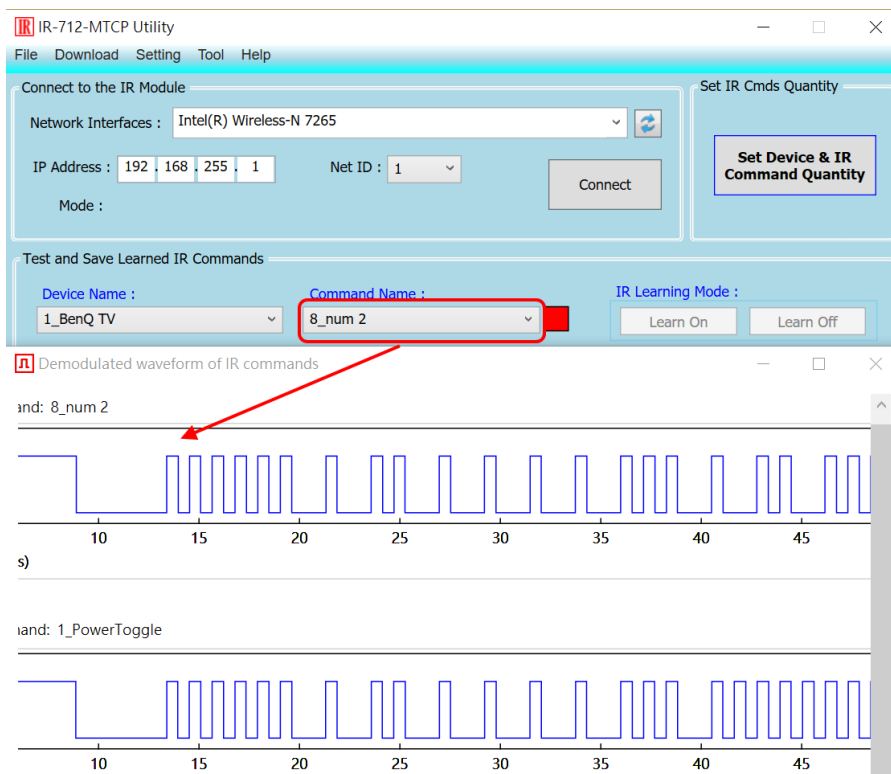 IR IR-712-MTCP Utility
File Download Setting Tool Help
Connect to the IR Module
Set IR Cmds Quantity
Network Interfaces : Intel(R) Wireless-N 7265
IP Address : 192 . 168 . 255 . 1 Net ID : 1
Connect
Set Device & IR
Command Quantity
Mode :
Test and Save Learned IR Commands
Device Name : Command Name : IR Learning Mode :
1_BenQ TV 8_num 2 Learn On Learn Off
Demodulated waveform of IR commands
and: 8_num 2
10 15 20 25 30 35 40 45
s)
and: 1_PowerToggle
10 15 20 25 30 35 40 45